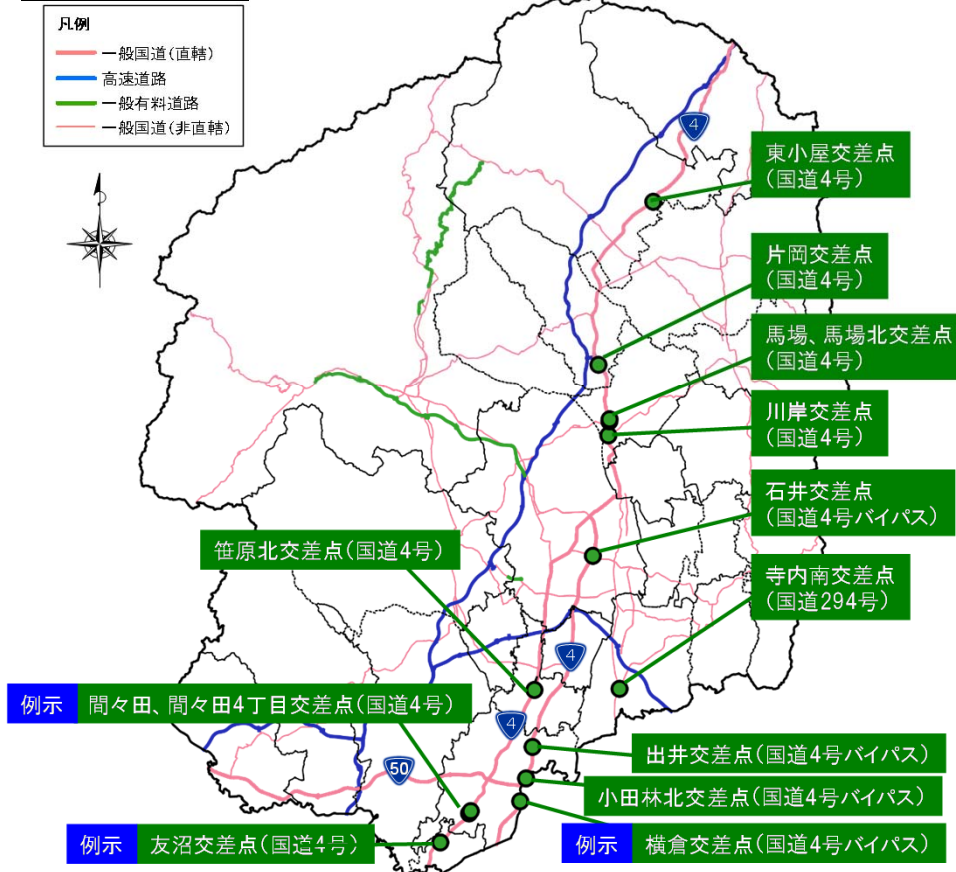 凡例
一般国道(直轄)
高速道路
一般有料道路
一般国道(非直轄)
4
東小屋交差点
(国道4号)
片岡交差点
(国道4号)
馬場、馬場北交差点
(国道4号)
川岸交差点
(国道4号)
石井交差点
(国道4号バイパス)
笹原北交差点(国道4号)
寺内南交差点
(国道294号)
4
例示 間々田、間々田4丁目交差点(国道4号)
4
50
出井交差点(国道4号バイパス)
小田林北交差点(国道4号バイパス)
例示 友沼交差点(国道4号)
例示 横倉交差点(国道4号バイパス)